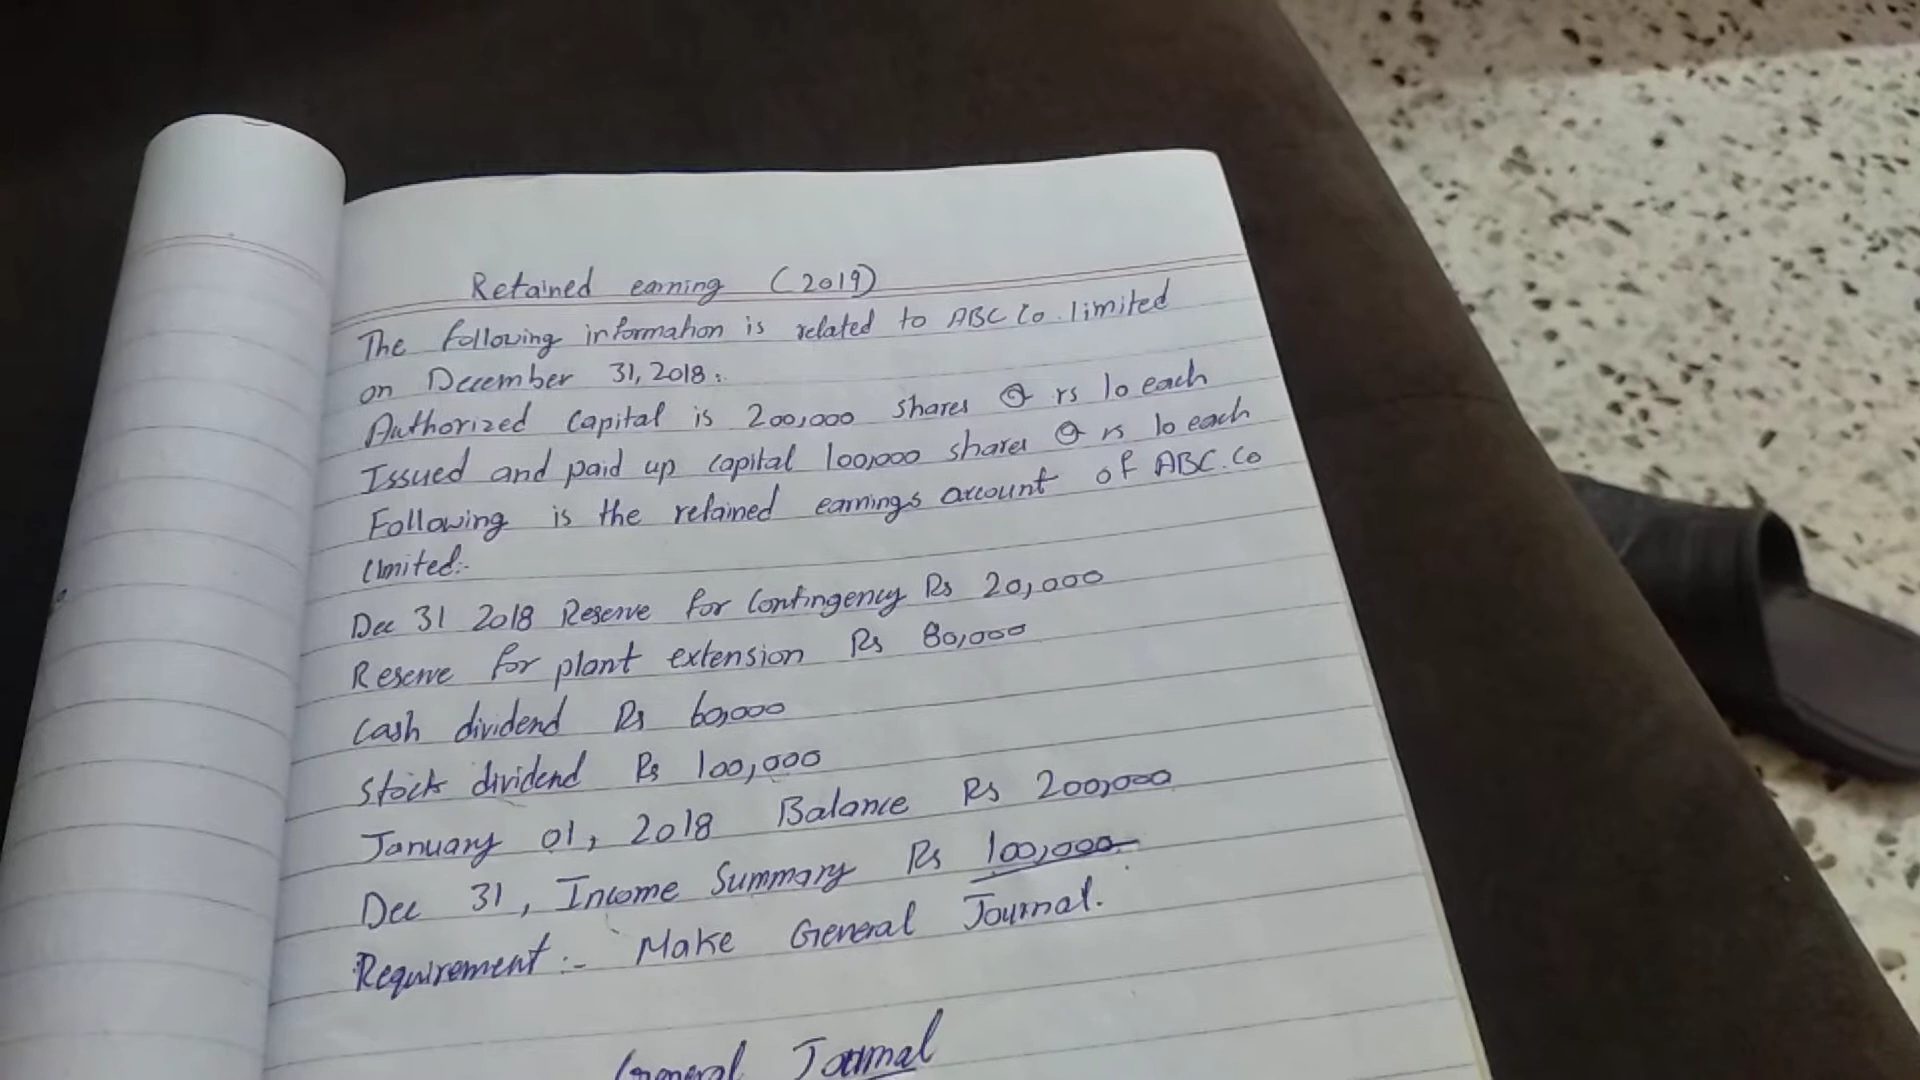 Retained earning (2019)
The following information is related to ABC Co. limited
on December 31, 2018:
Authorized capital is 200,000 shares @ rs 10 each
Issued and paid up capital 100,000 shares @ rs 10 each
Following is the retained earnings account of ABC. Co
limited:-
Dec 31 2018 Reserve for Contingency Rs 20,000
Reserve for plant extension Rs 80,000
Cash dividend Rs 60,000
Stock dividend Rs 100,000
January 01, 2018 Balance Rs 200,000
Dec 31, Income Summary Rs 100,000
Requirement:- Make General Journal.
General Journal